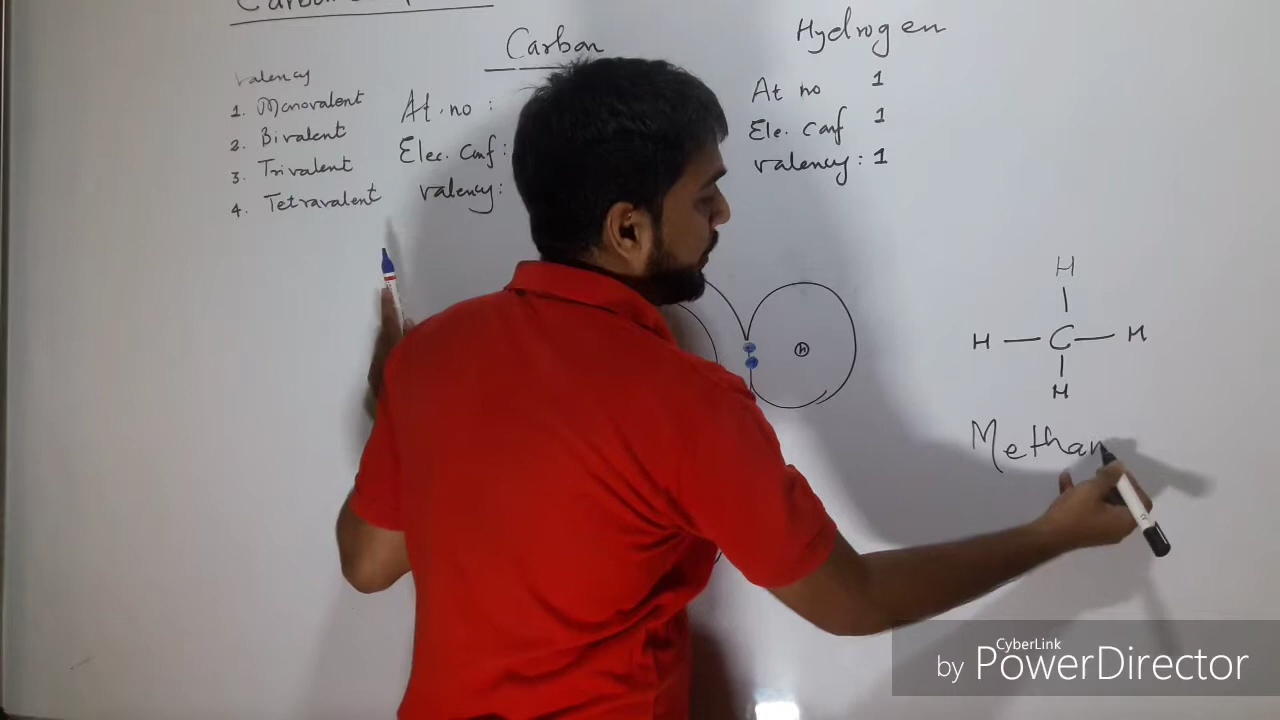 Carbon
Hydrogen
valency
1. Monovalent
2. Bivalent
3. Trivalent
4. Tetravalent
At. no :
Elec. Conf :
valency:
At no 1
Ele. Conf 1
valency: 1
H
H — C — H
H
Methan
CyberLink
by PowerDirector